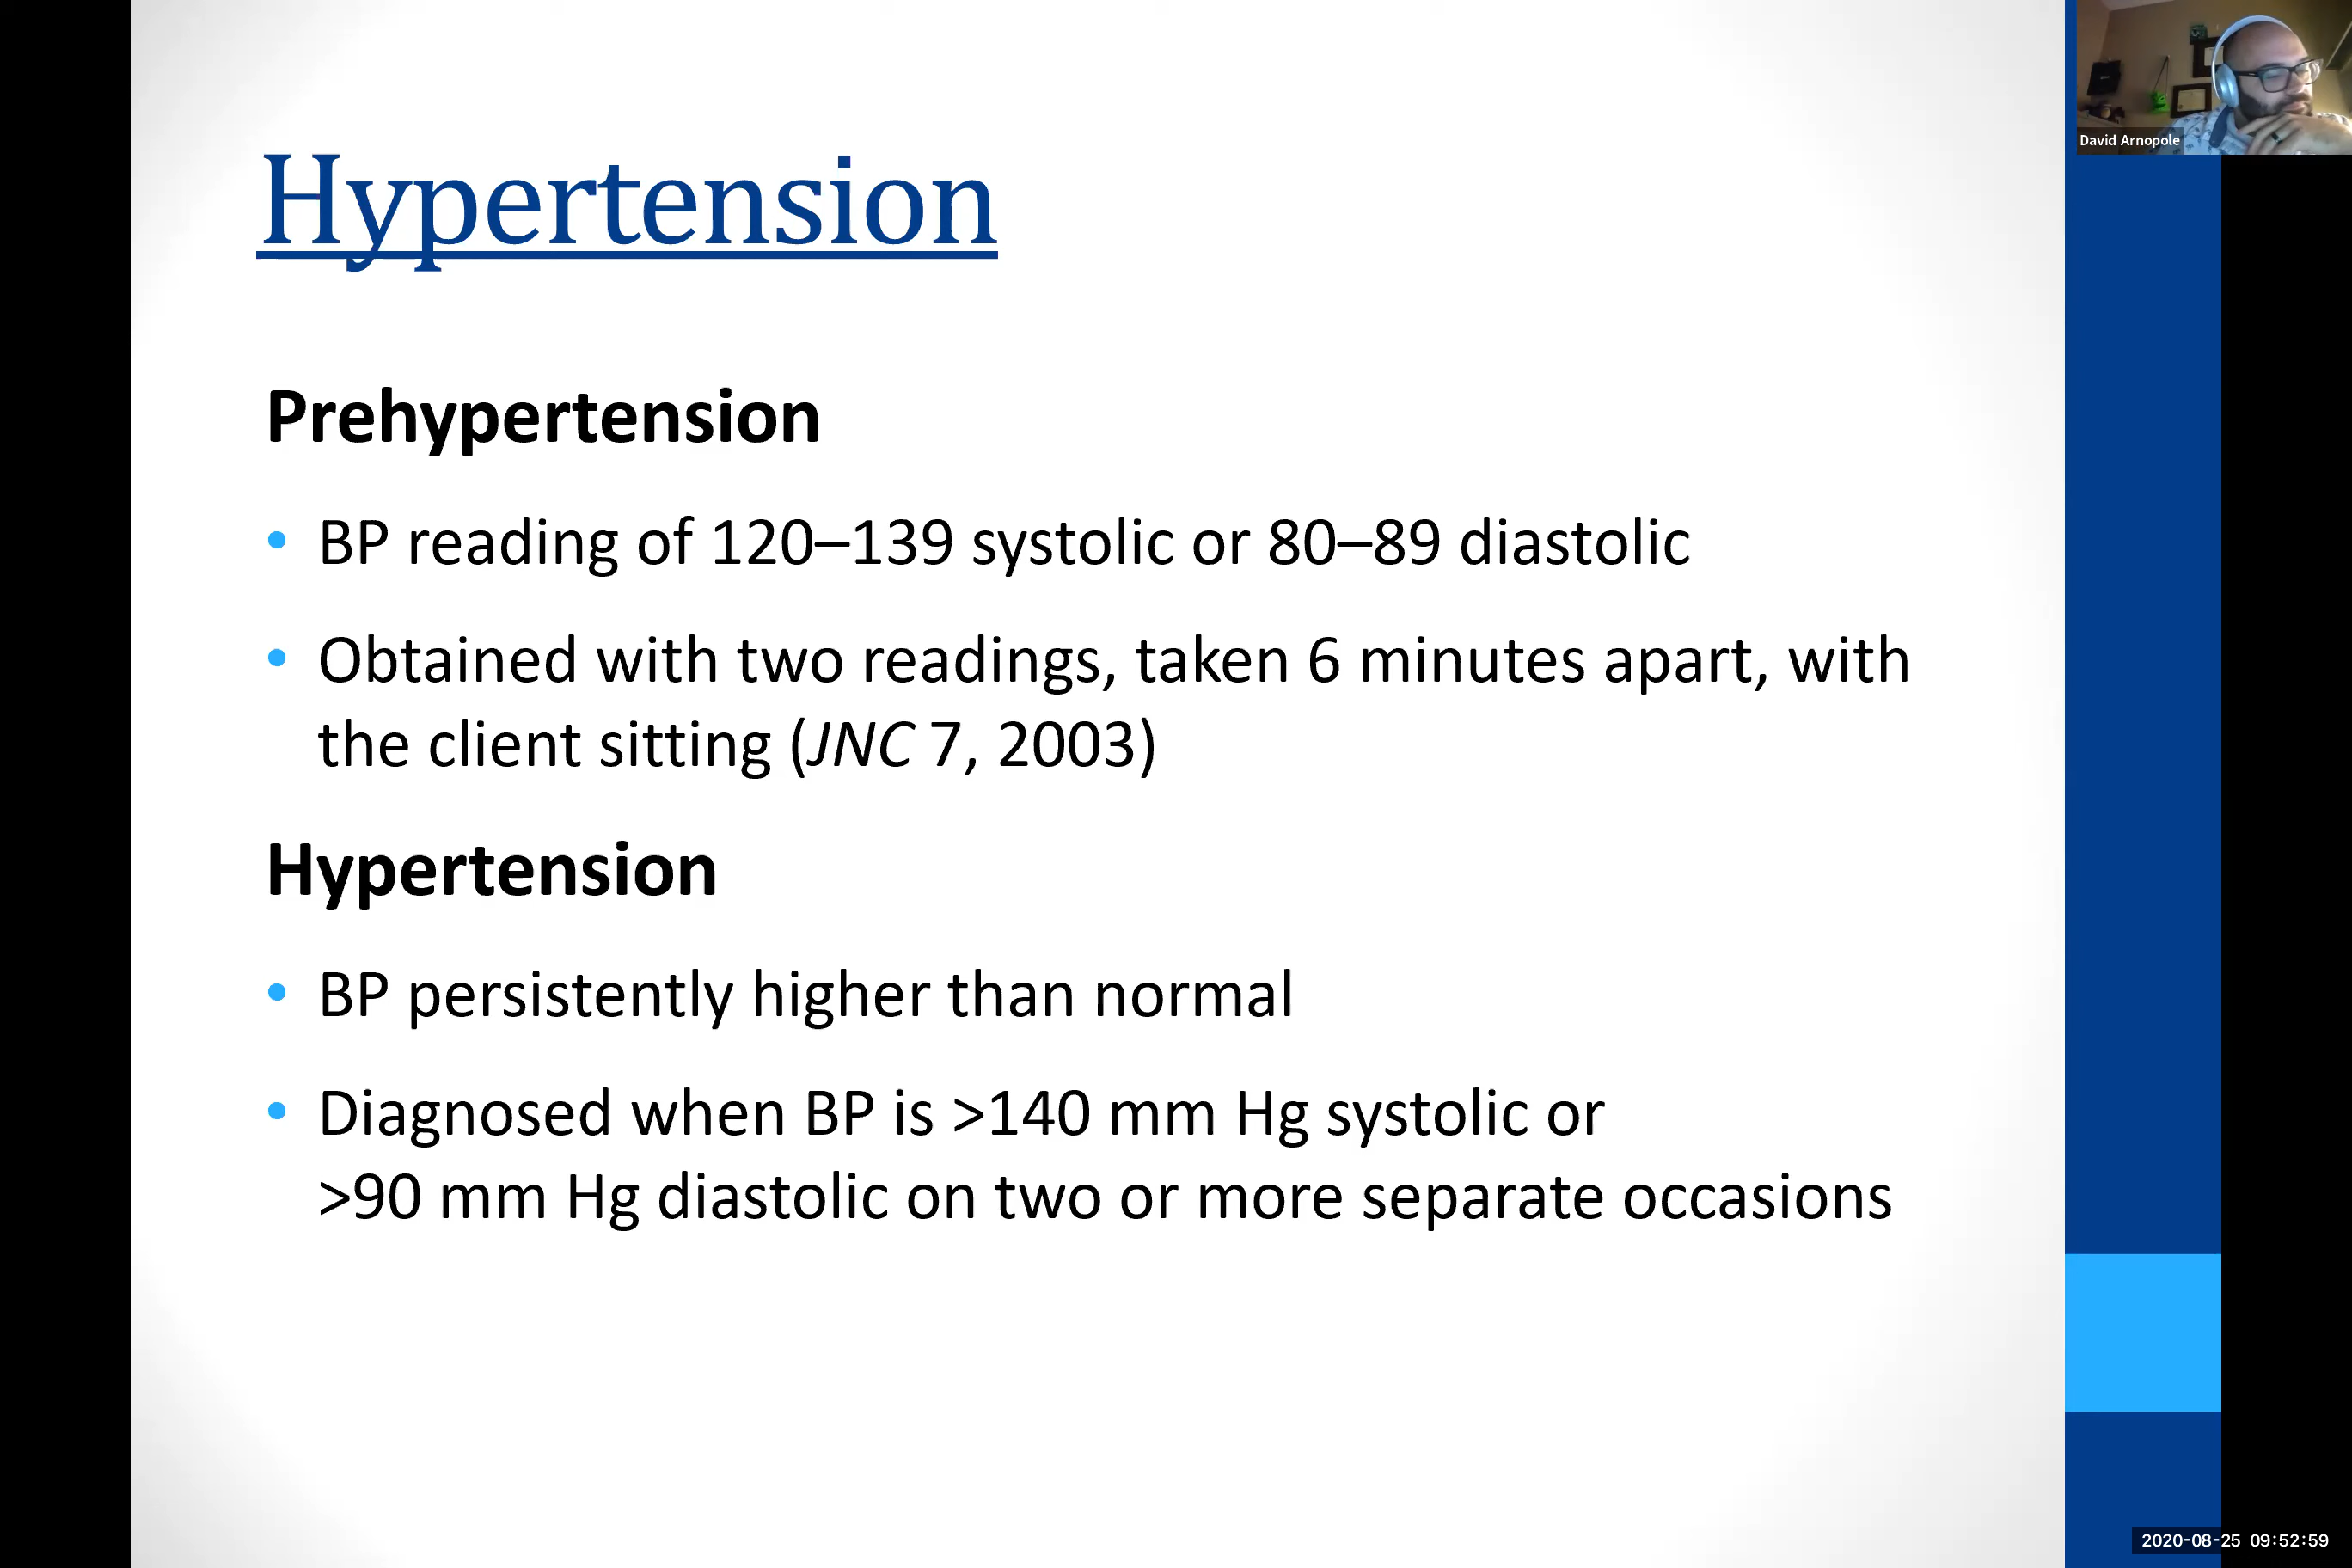 Hypertension
David Arnopole
Prehypertension
• BP reading of 120–139 systolic or 80–89 diastolic
• Obtained with two readings, taken 6 minutes apart, with
the client sitting (JNC 7, 2003)
Hypertension
• BP persistently higher than normal
• Diagnosed when BP is >140 mm Hg systolic or
>90 mm Hg diastolic on two or more separate occasions
2020-08-25 09:52:59